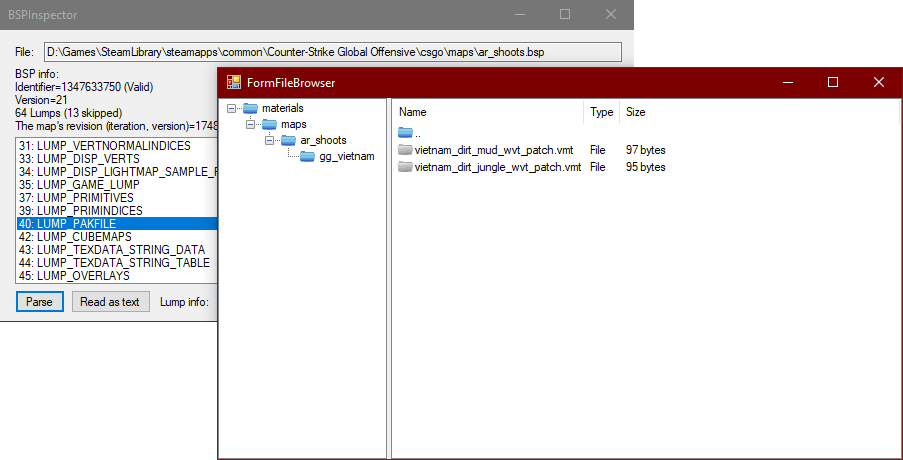 BSPInspector
File: D:\Games\SteamLibrary\steamapps\common\Counter-Strike Global Offensive\csgo\maps\ar_shoots.bsp
BSP info:
Identifier=1347633750 (Valid)
Version=21
64 Lumps (13 skipped)
The map's revision (iteration, version)=1748
31: LUMP_VERTNORMALINDICES
33: LUMP_DISP_VERTS
34: LUMP_DISP_LIGHTMAP_SAMPLE_
35: LUMP_GAME_LUMP
37: LUMP_PRIMITIVES
39: LUMP_PRIMINDICES
40: LUMP_PAKFILE
42: LUMP_CUBEMAPS
43: LUMP_TEXDATA_STRING_DATA
44: LUMP_TEXDATA_STRING_TABLE
45: LUMP_OVERLAYS
Parse Read as text Lump info:
FormFileBrowser
materials
maps
ar_shoots
gg_vietnam
Name Type Size
..
vietnam_dirt_mud_wvt_patch.vmt File 97 bytes
vietnam_dirt_jungle_wvt_patch.vmt File 95 bytes